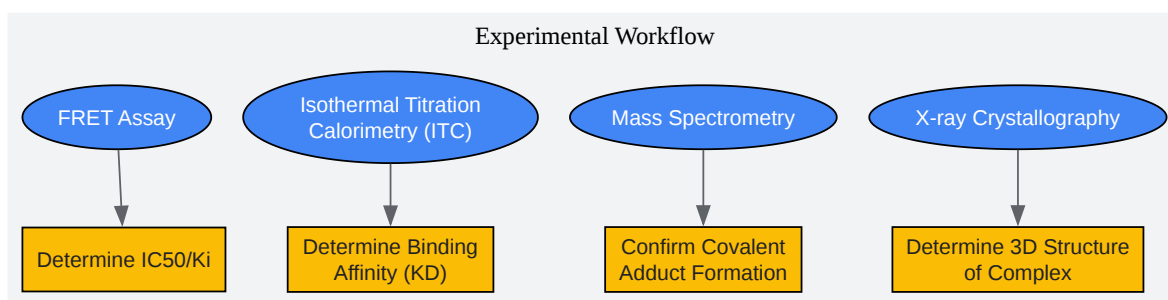 Experimental Workflow
FRET Assay
Isothermal Titration
Calorimetry (ITC)
Mass Spectrometry
X-ray Crystallography
Determine IC50/Ki
Determine Binding
Affinity (KD)
Confirm Covalent
Adduct Formation
Determine 3D Structure
of Complex